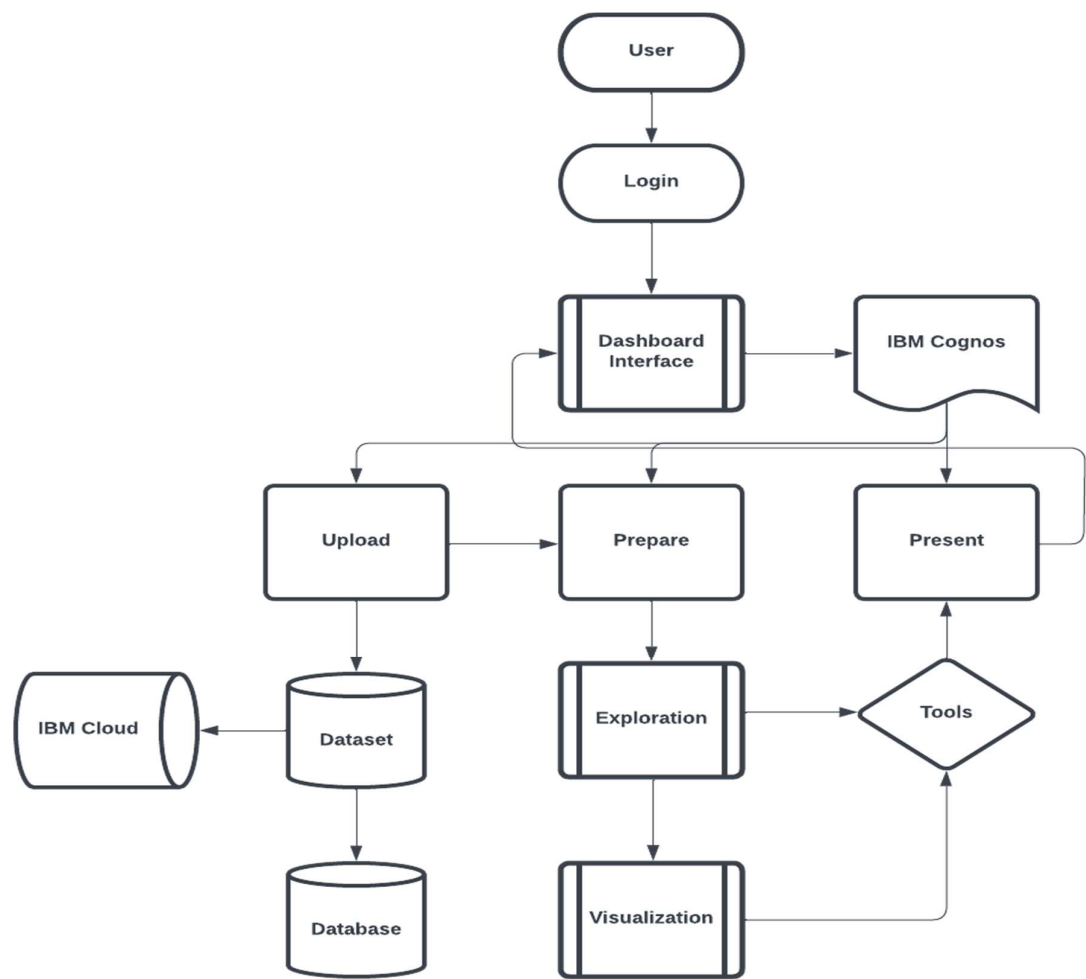 User
Login
Dashboard
Interface
IBM Cognos
Upload
Prepare
Present
IBM Cloud
Dataset
Exploration
Tools
Database
Visualization